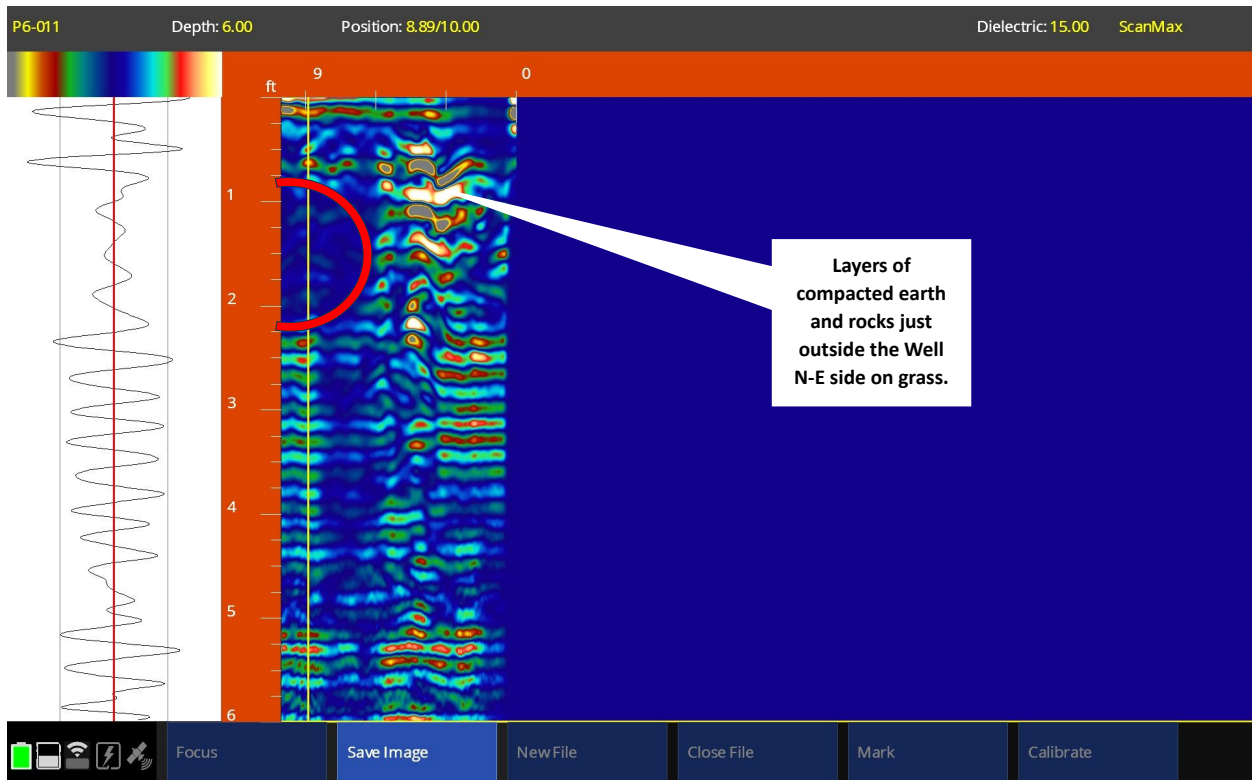 P6-011 Depth: 6.00 Position: 8.89/10.00 Dielectric: 15.00 ScanMax
9 0
ft
1
2
3
4
5
6
Layers of
compacted earth
and rocks just
outside the Well
N-E side on grass.
Focus Save Image New File Close File Mark Calibrate